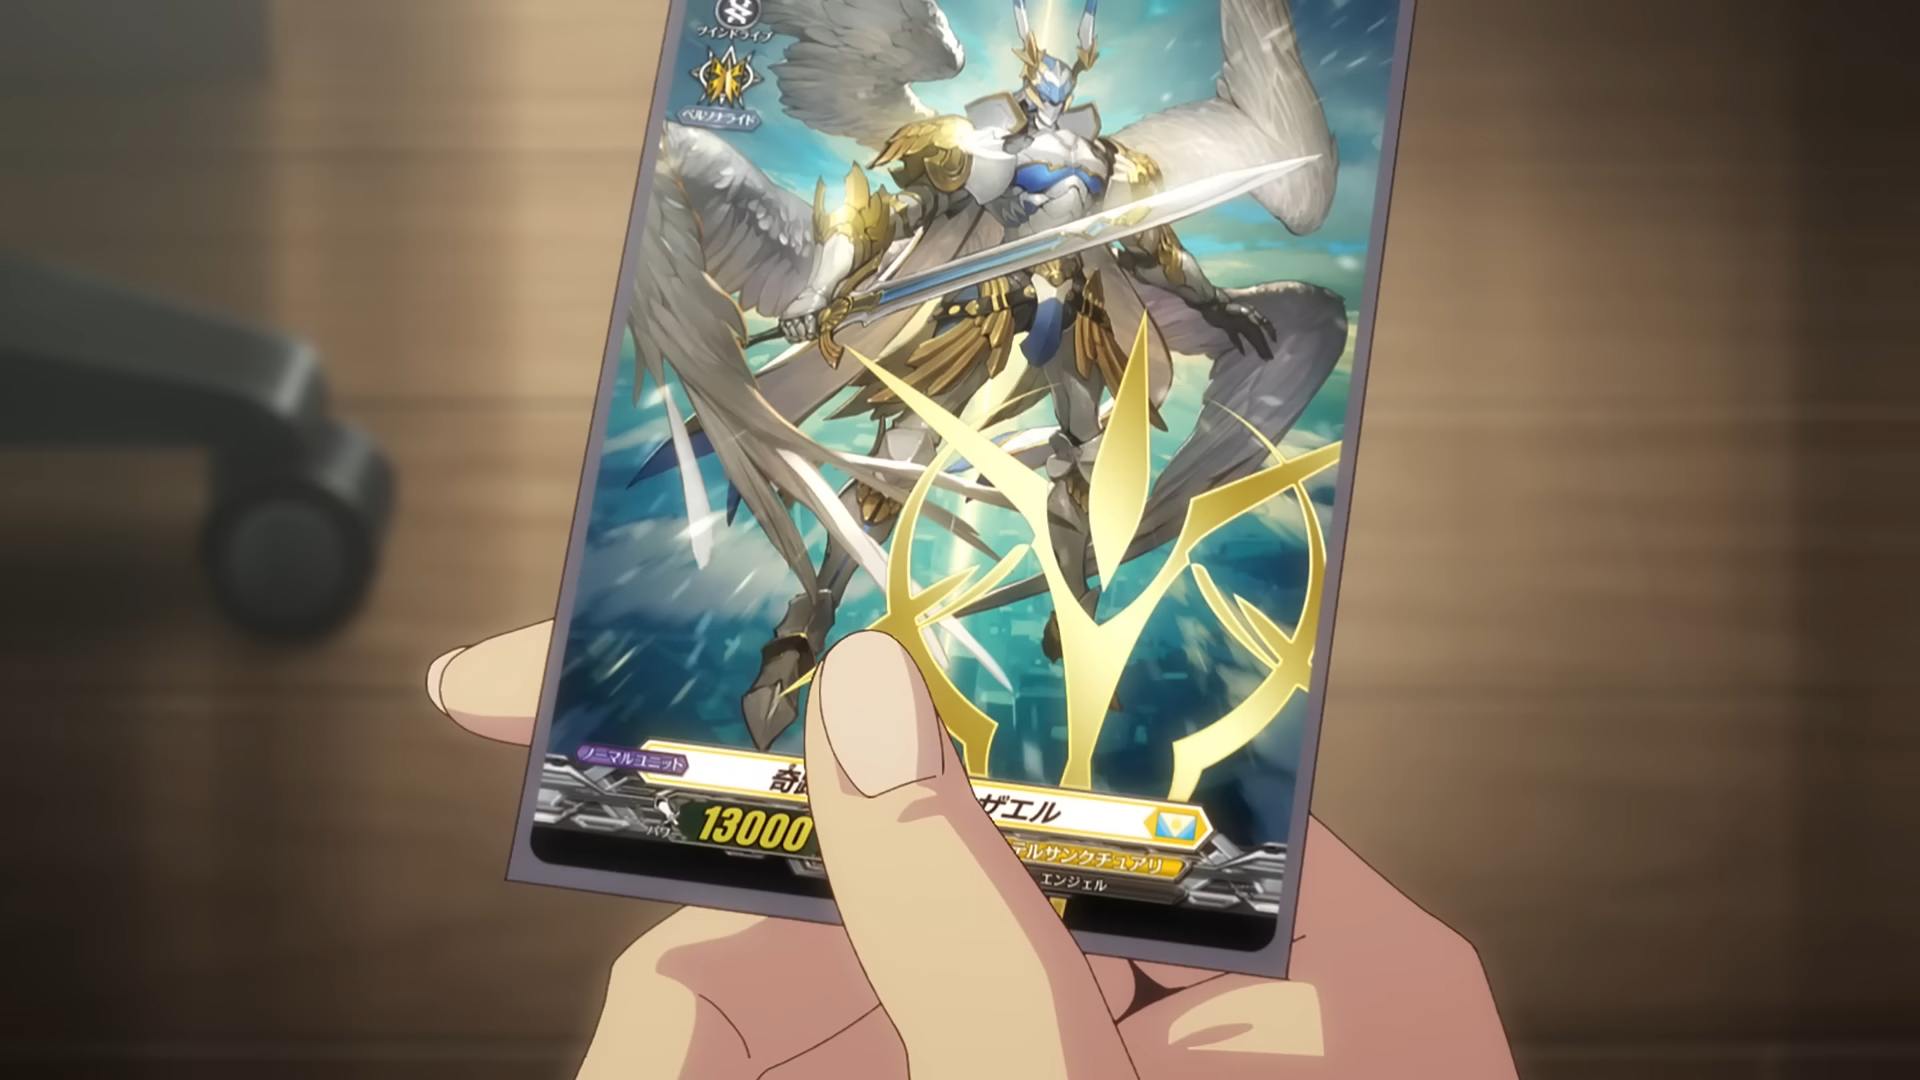 ツインドライブ
ペルソナライド
ノーマルユニット
奇 ザエル
パワー 13000
テルサンクチュアリ
エンジェル